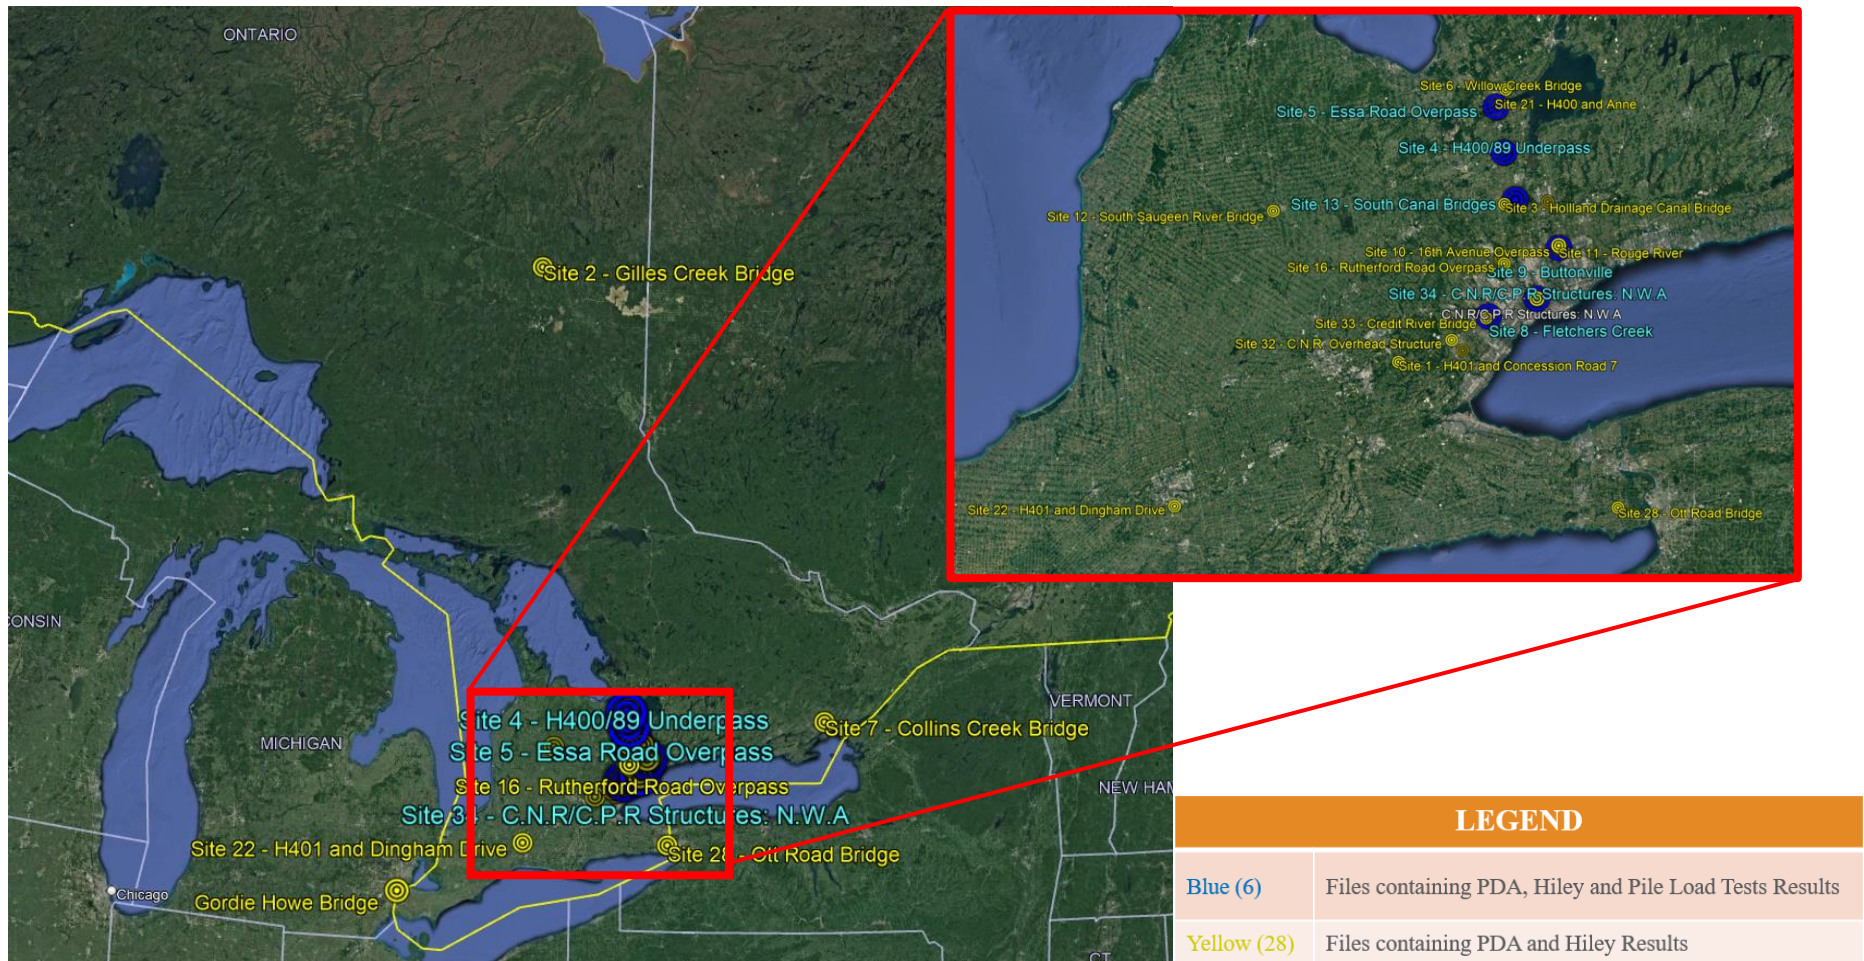 ONTARIO
Site 2 - Gilles Creek Bridge
CONSIN
MICHIGAN
VERMONT
NEW HAM
Site 4 - H400/89 Underpass
Site 7 - Collins Creek Bridge
Site 5 - Essa Road Overpass
Site 16 - Rutherford Road Overpass
Site 34 - C.N.R/C.P.R Structures: N.W.A
Site 22 - H401 and Dingham Drive
Site 28 - Ott Road Bridge
Gordie Howe Bridge
Chicago
CT
Site 6 - Willow Creek Bridge
Site 21 - H400 and Anne
Site 5 - Essa Road Overpass
Site 4 - H400/89 Underpass
Site 13 - South Canal Bridges
Site 3 - Hollland Drainage Canal Bridge
Site 12 - South Saugeen River Bridge
Site 10 - 16th Avenue Overpass
Site 11 - Rouge River
Site 16 - Rutherford Road Overpass
Site 9 - Buttonville
Site 34 - C.N.R/C.P.R Structures: N.W.A
C.N.R/C.P.R Structures: N.W.A
Site 33 - Credit River Bridge
Site 8 - Fletchers Creek
Site 32 - C.N.R. Overhead Structure
Site 1 - H401 and Concession Road 7
Site 22 - H401 and Dingham Drive
Site 28 - Ott Road Bridge
LEGEND
Blue (6) Files containing PDA, Hiley and Pile Load Tests Results
Yellow (28) Files containing PDA and Hiley Results